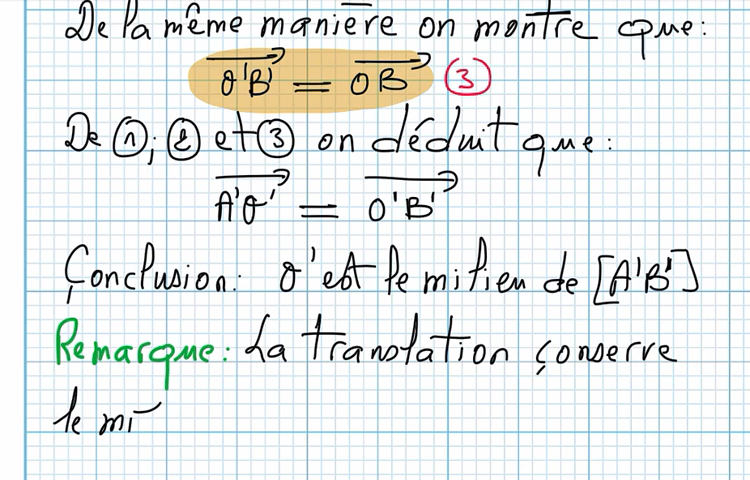 De la même manière on montre que:
O'B' = OB ③
De ①; ② et ③ on déduit que:
A'O' = O'B'
Conclusion: O' est le milieu de [A'B']
Remarque: La translation conserve
le mi